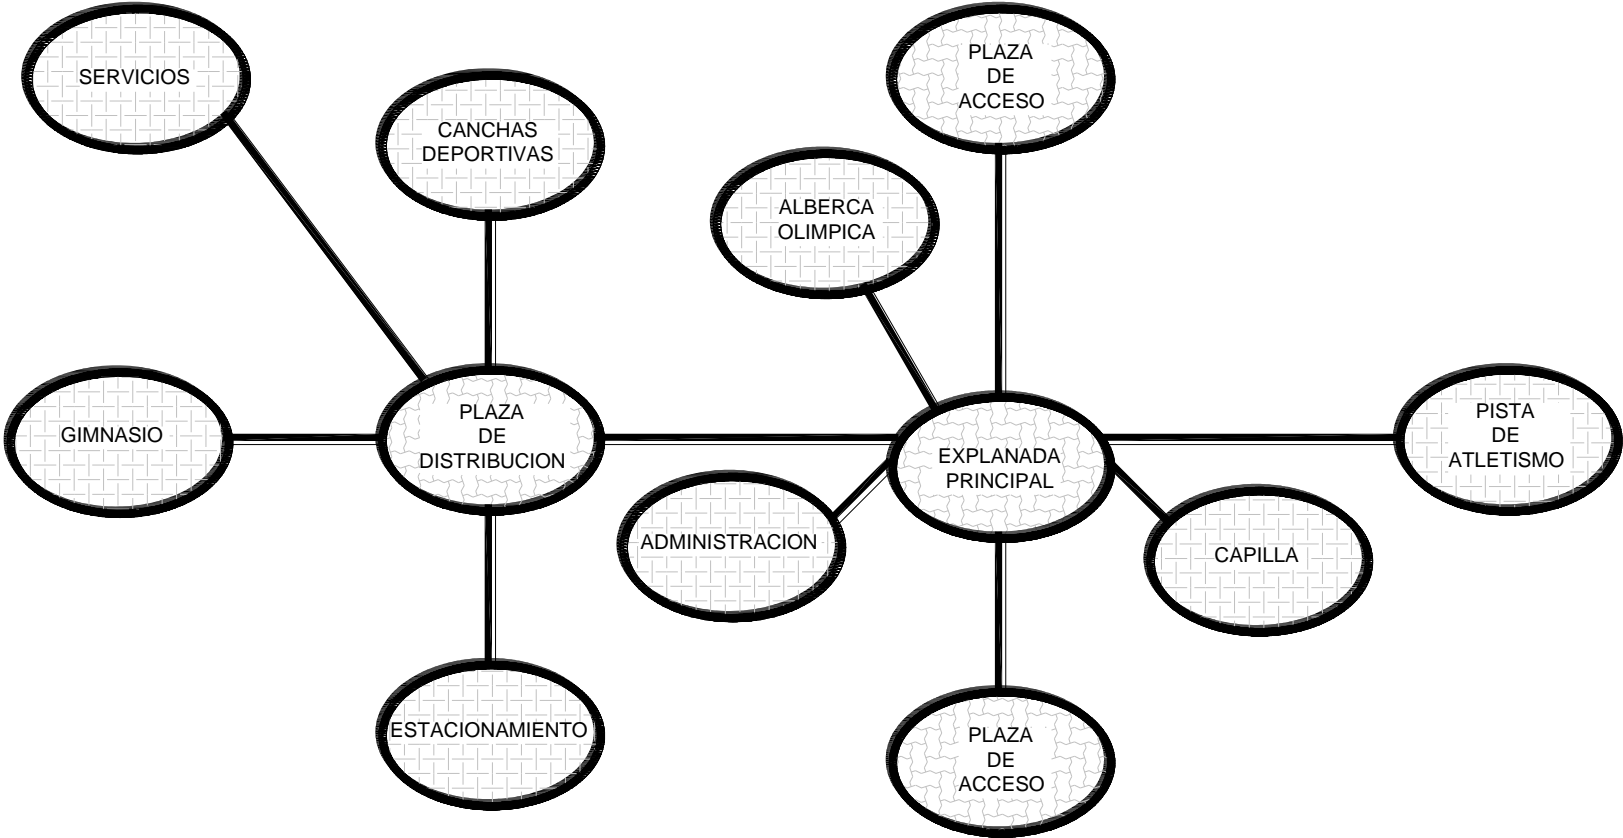 SERVICIOS
CANCHAS
DEPORTIVAS
PLAZA
DE
ACCESO
ALBERCA
OLIMPICA
GIMNASIO
PLAZA
DE
DISTRIBUCION
EXPLANADA
PRINCIPAL
PISTA
DE
ATLETISMO
ADMINISTRACION
CAPILLA
ESTACIONAMIENTO
PLAZA
DE
ACCESO